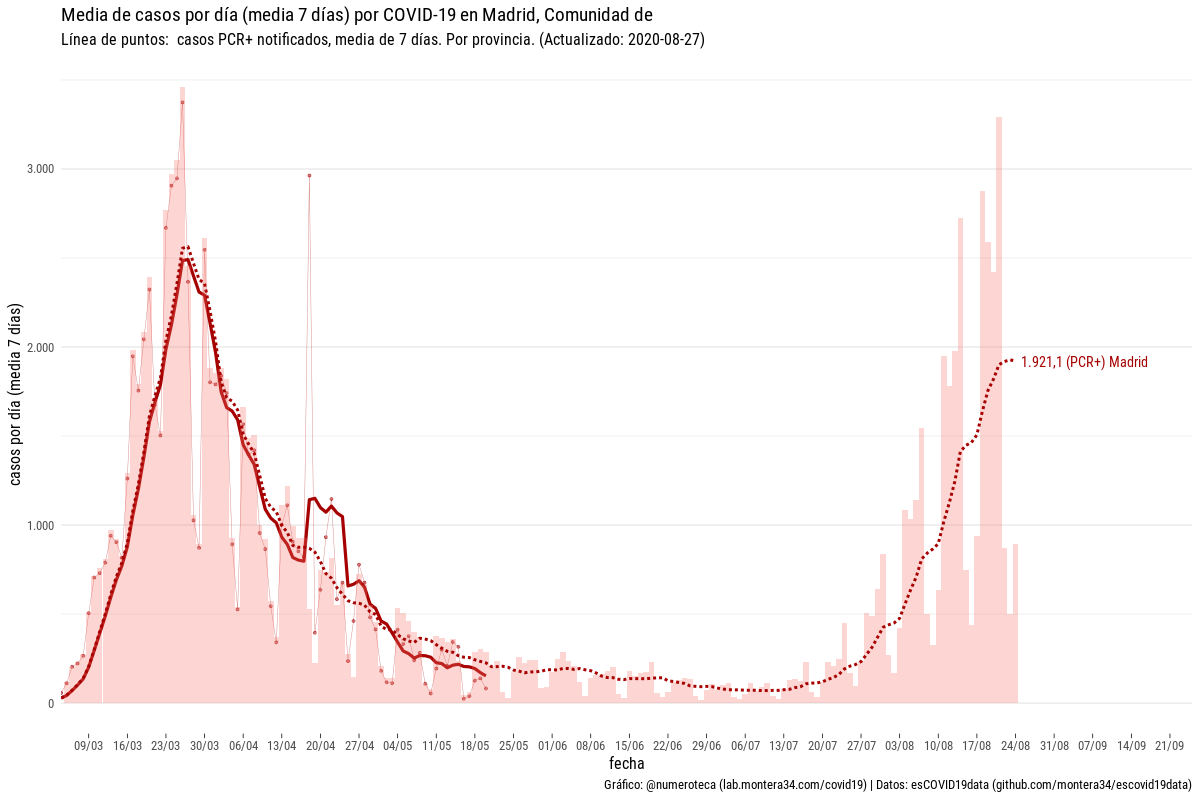 Media de casos por día (media 7 días) por COVID-19 en Madrid, Comunidad de
Línea de puntos:  casos PCR+ notificados, media de 7 días. Por provincia. (Actualizado: 2020-08-27)
casos por día (media 7 días)
3.000
2.000
1.000
0
1.921,1 (PCR+) Madrid
09/03 16/03 23/03 30/03 06/04 13/04 20/04 27/04 04/05 11/05 18/05 25/05 01/06 08/06 15/06 22/06 29/06 06/07 13/07 20/07 27/07 03/08 10/08 17/08 24/08 31/08 07/09 14/09 21/09
fecha
Gráfico: @numeroteca (lab.montera34.com/covid19) | Datos: esCOVID19data (github.com/montera34/escovid19data)